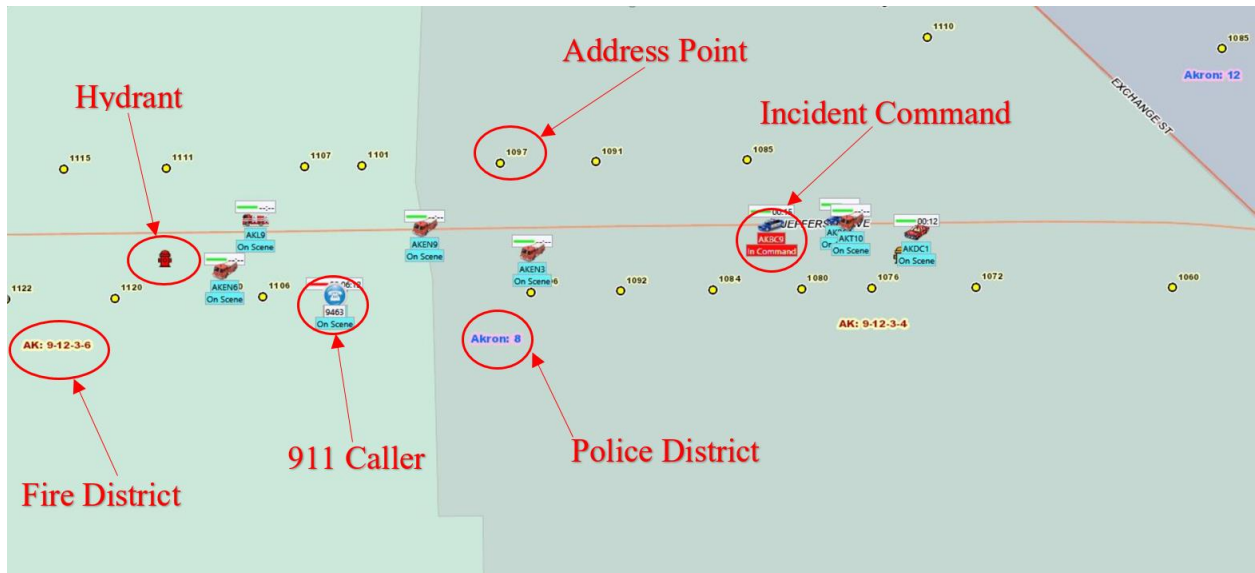 Address Point
1110
1085
Akron: 12
EXCHANGE-ST
Hydrant
Incident Command
1115
1111
1107
1101
1097
1091
1085
--:--
--:--
--:--
00:15
00:12
AKL9
On Scene
AKEN9
On Scene
AKBC9
In Command
AKT10
On Scene
AKDC1
On Scene
AKEN3
On Scene
AKEN6
On Scene
1122
1120
1106
9463
On Scene
1092
1084
1080
1076
1072
1060
AK: 9-12-3-6
Akron: 8
AK: 9-12-3-4
911 Caller
Police District
Fire District